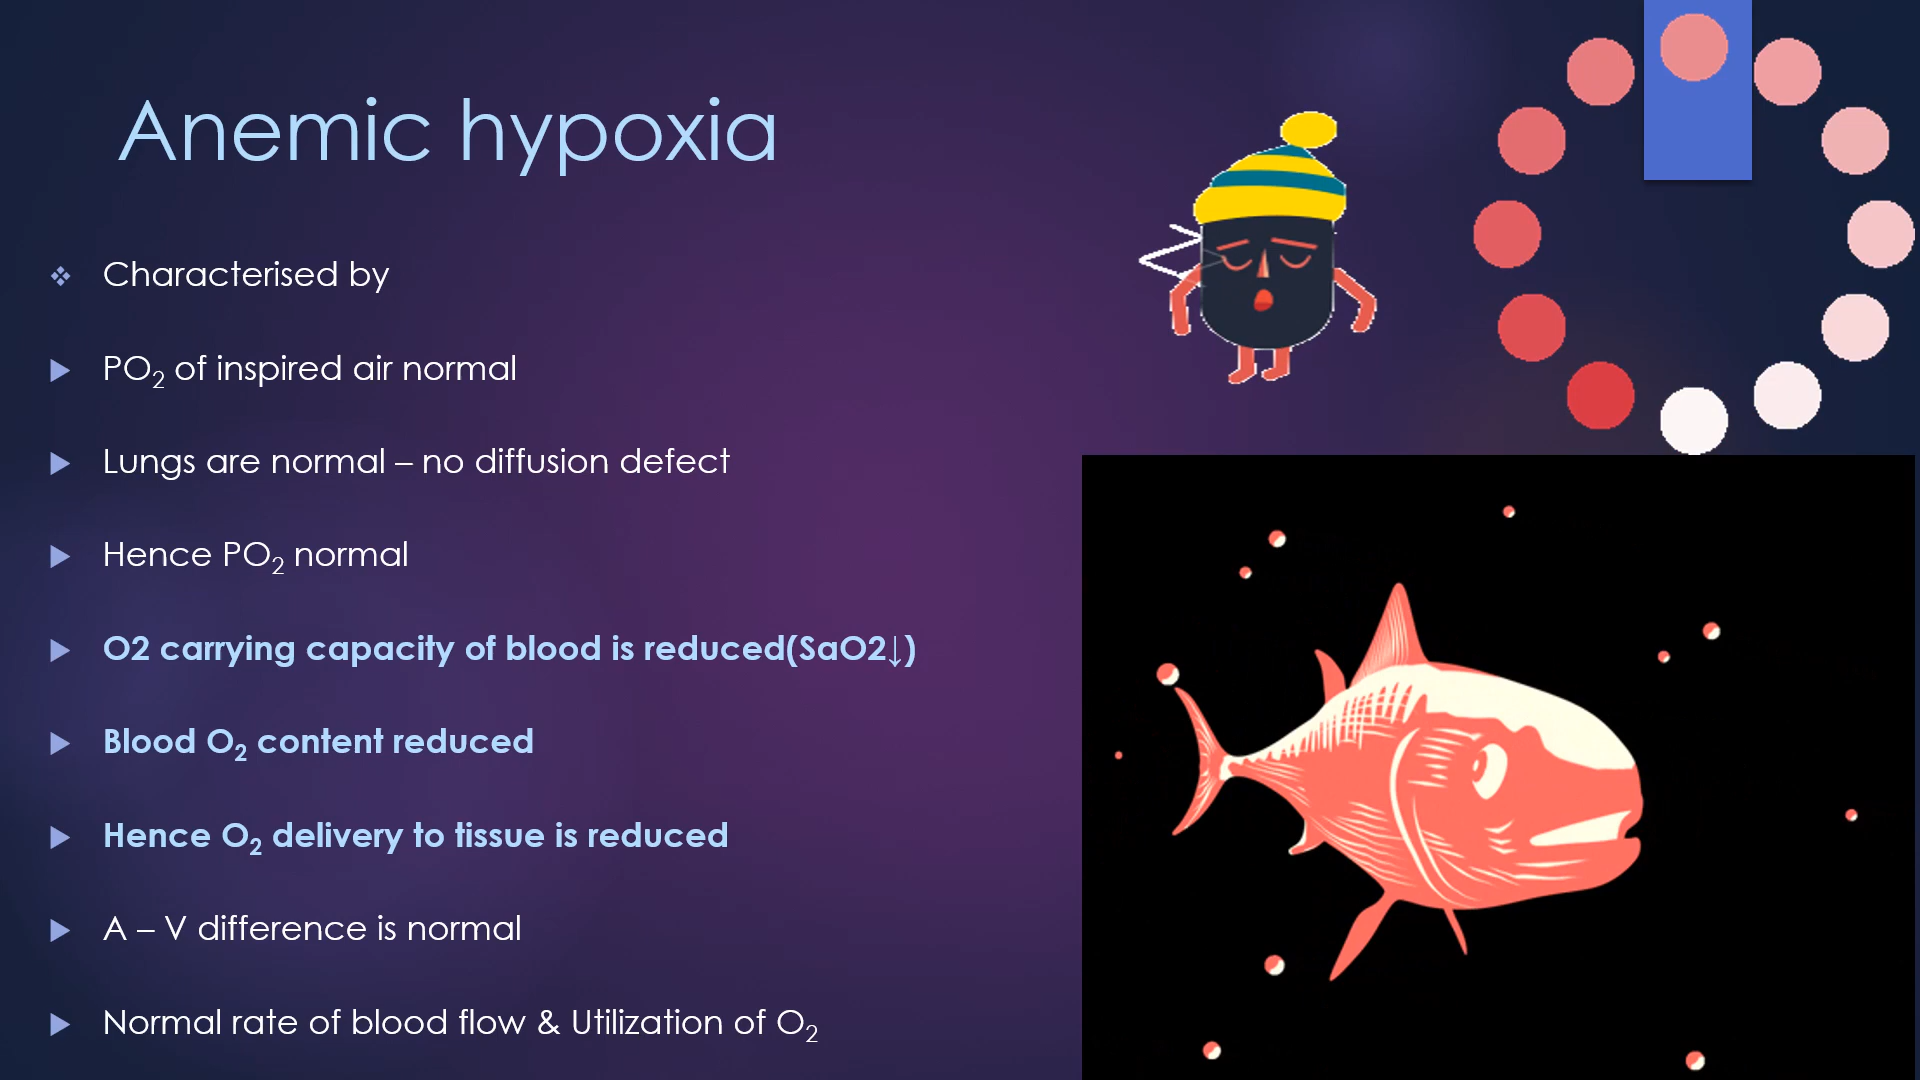 Anemic hypoxia
Characterised by
PO₂ of inspired air normal
Lungs are normal – no diffusion defect
Hence PO₂ normal
O2 carrying capacity of blood is reduced(SaO2↓)
Blood O₂ content reduced
Hence O₂ delivery to tissue is reduced
A – V difference is normal
Normal rate of blood flow & Utilization of O₂